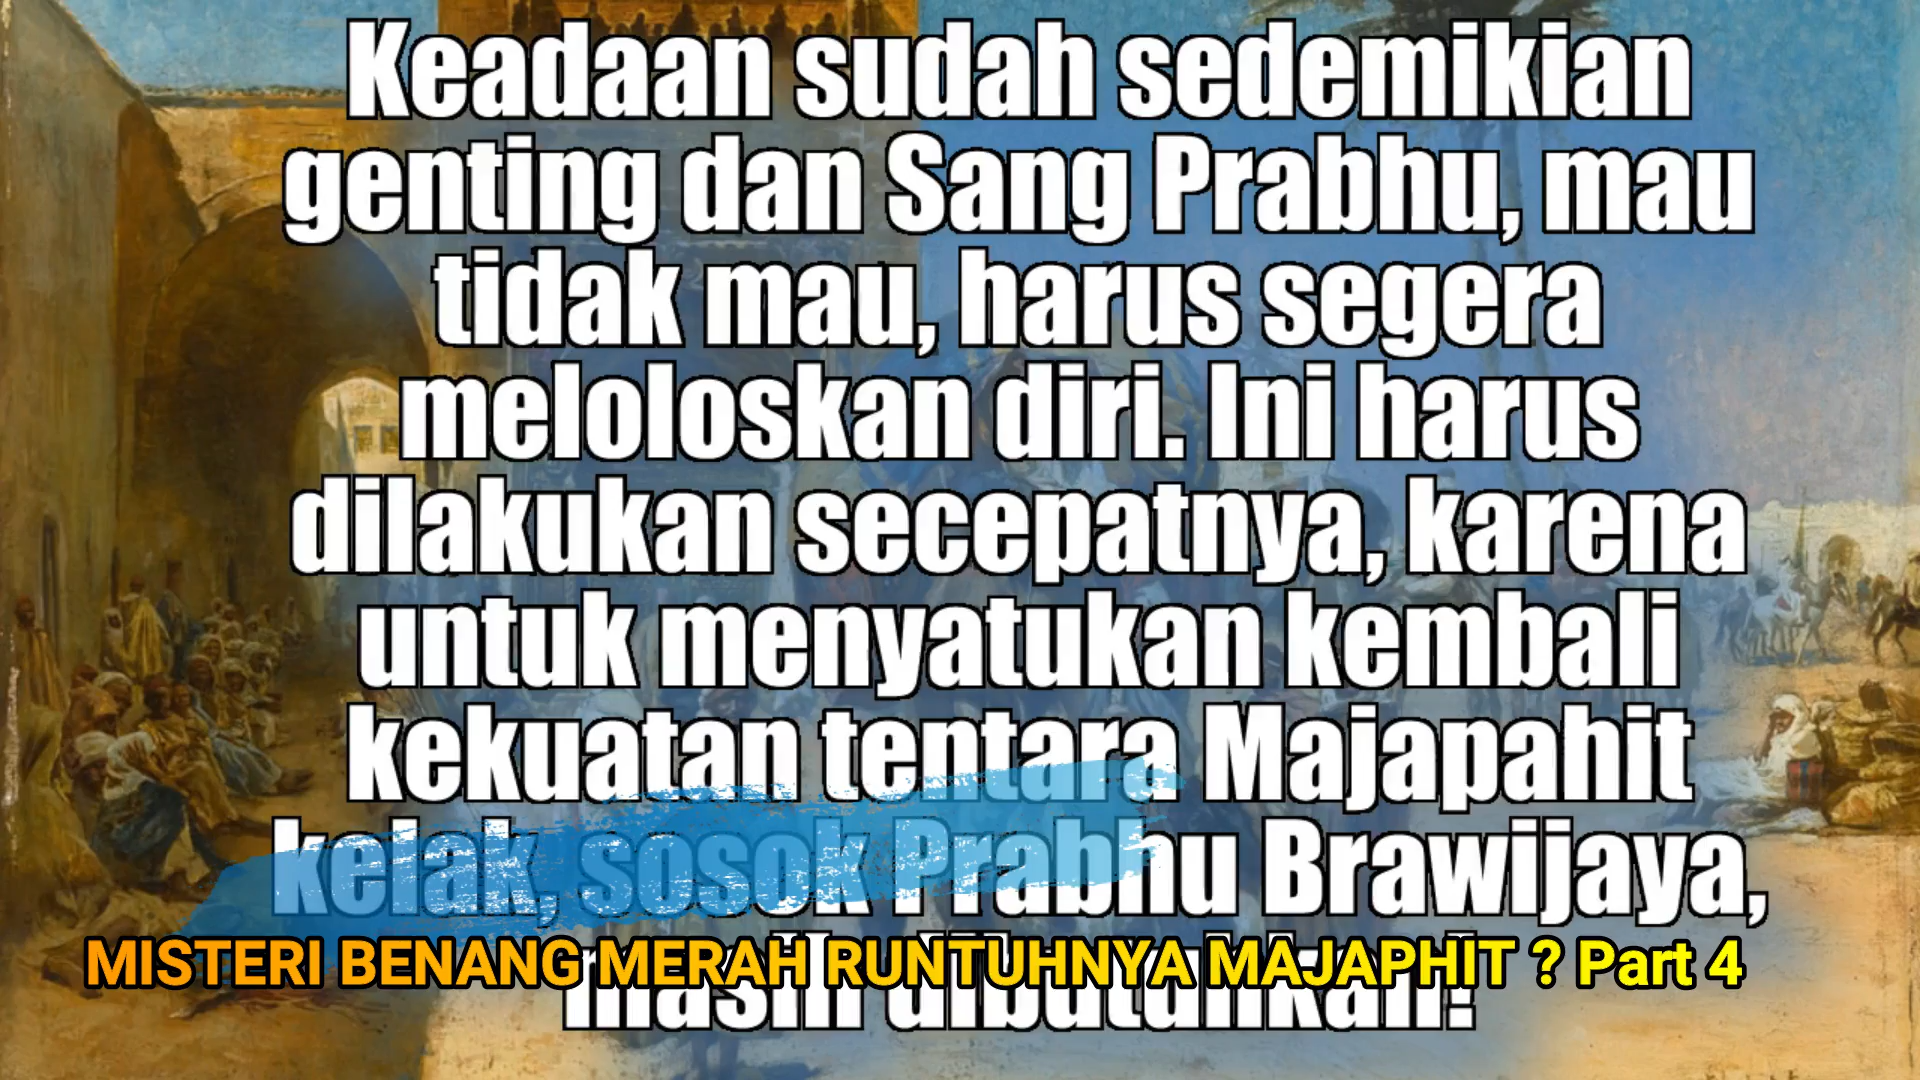 Keadaan sudah sedemikian
genting dan Sang Prabhu, mau
tidak mau, harus segera
meloloskan diri. Ini harus
dilakukan secepatnya, karena
untuk menyatukan kembali
kekuatan tentara Majapahit
kelak, sosok Prabhu Brawijaya,
masih dibutuhkan!
MISTERI BENANG MERAH RUNTUHNYA MAJAPHIT ? Part 4